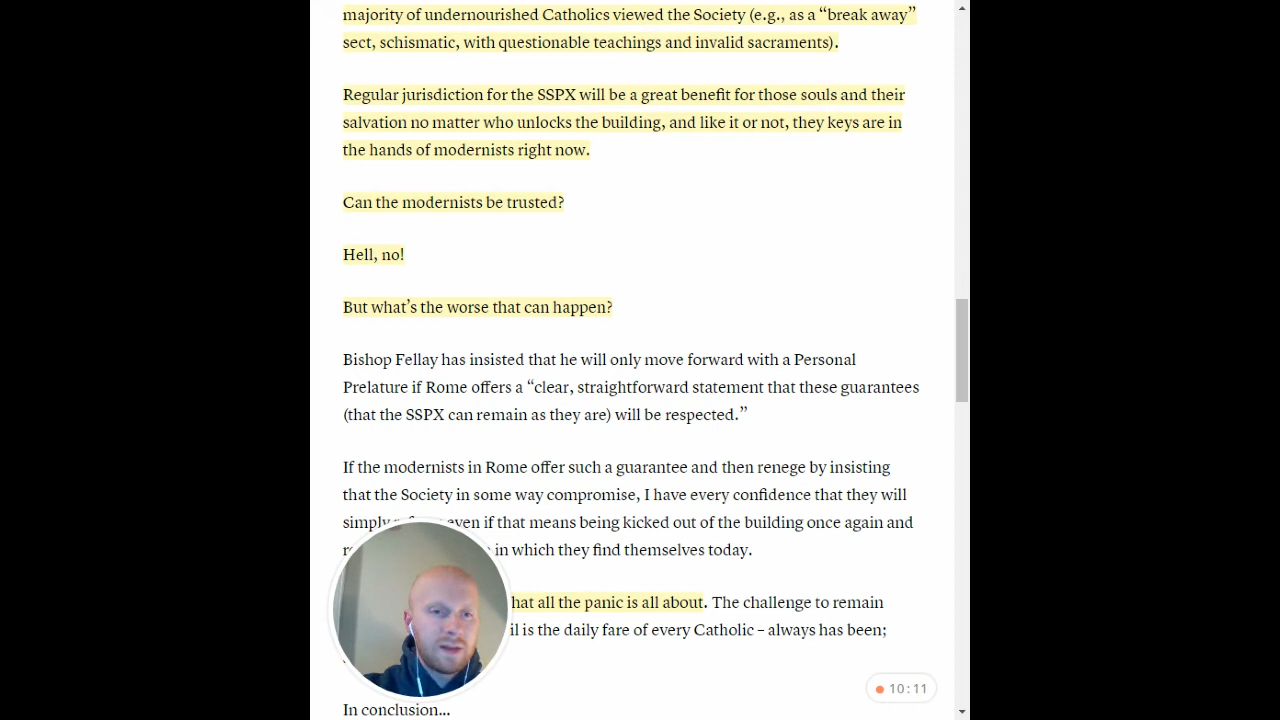 majority of undernourished Catholics viewed the Society (e.g., as a “break away”
sect, schismatic, with questionable teachings and invalid sacraments).
Regular jurisdiction for the SSPX will be a great benefit for those souls and their
salvation no matter who unlocks the building, and like it or not, they keys are in
the hands of modernists right now.
Can the modernists be trusted?
Hell, no!
But what’s the worse that can happen?
Bishop Fellay has insisted that he will only move forward with a Personal
Prelature if Rome offers a “clear, straightforward statement that these guarantees
(that the SSPX can remain as they are) will be respected.”
If the modernists in Rome offer such a guarantee and then renege by insisting
that the Society in some way compromise, I have every confidence that they will
simply even if that means being kicked out of the building once again and
in which they find themselves today.
hat all the panic is all about. The challenge to remain
il is the daily fare of every Catholic – always has been;
10:11
In conclusion...